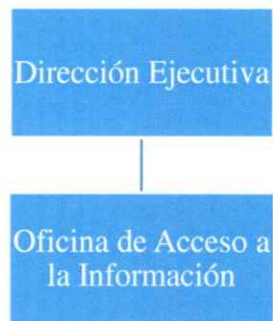 Dirección Ejecutiva
Oficina de Acceso a
la Información